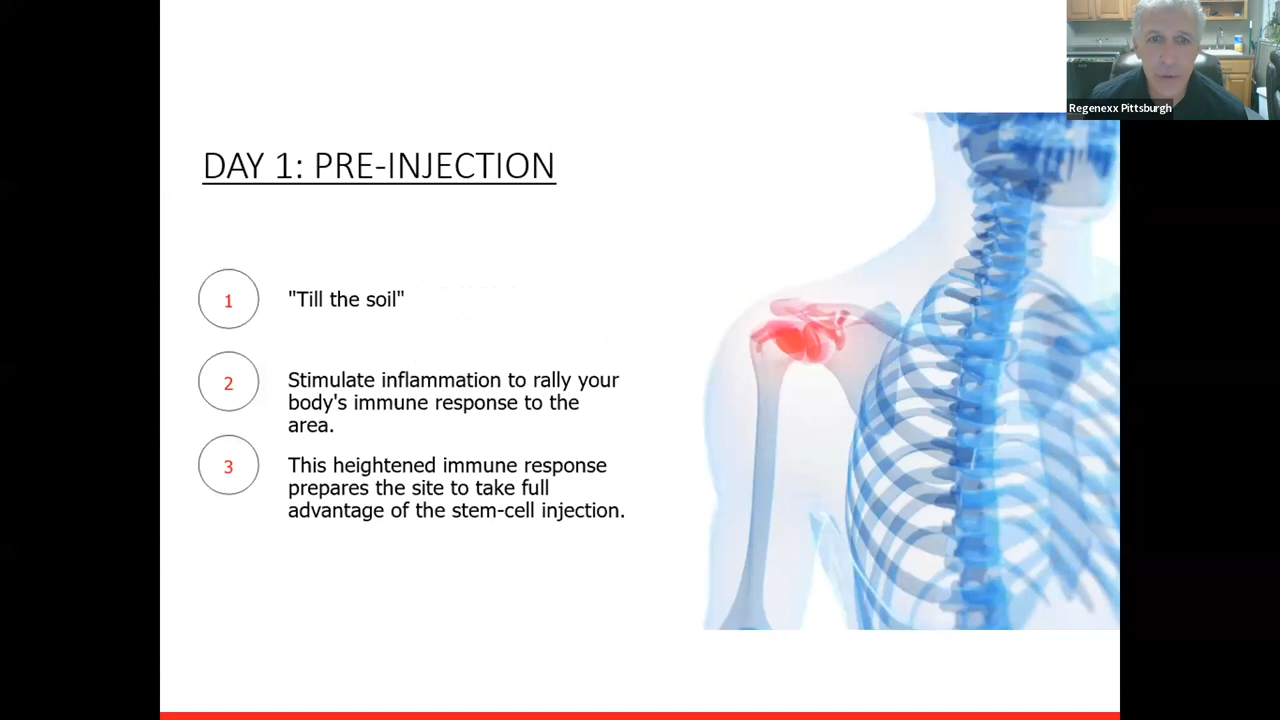 Regenexx Pittsburgh
DAY 1: PRE-INJECTION
1
"Till the soil"
2
Stimulate inflammation to rally your
body's immune response to the
area.
3
This heightened immune response
prepares the site to take full
advantage of the stem-cell injection.